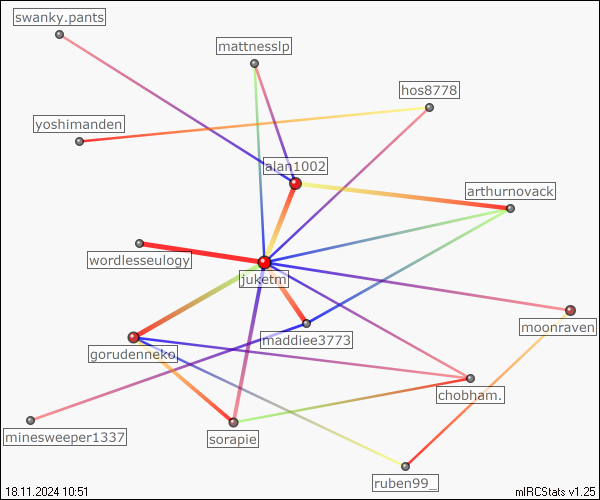 swanky.pants
mattnesslp
hos8778
yoshimanden
alan1002
arthurnovack
wordlesseulogy
juketm
moonraven
maddiee3773
gorudenneko
chobham.
minesweeper1337
sorapie
ruben99_
18.11.2024 10:51
mIRCStats v1.25